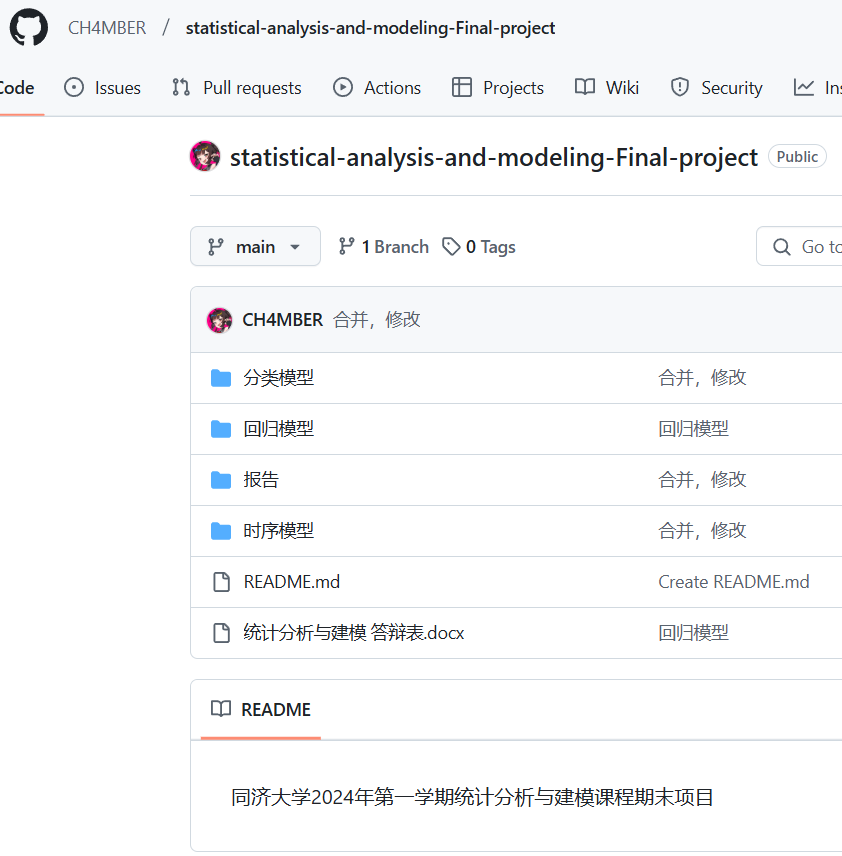 CH4MBER / statistical-analysis-and-modeling-Final-project
Code Issues Pull requests Actions Projects Wiki Security
statistical-analysis-and-modeling-Final-project Public
main 1 Branch 0 Tags Go to
CH4MBER 合并，修改
分类模型 合并，修改
回归模型 回归模型
报告 合并，修改
时序模型 合并，修改
README.md Create README.md
统计分析与建模 答辩表.docx 回归模型
README
同济大学2024年第一学期统计分析与建模课程期末项目